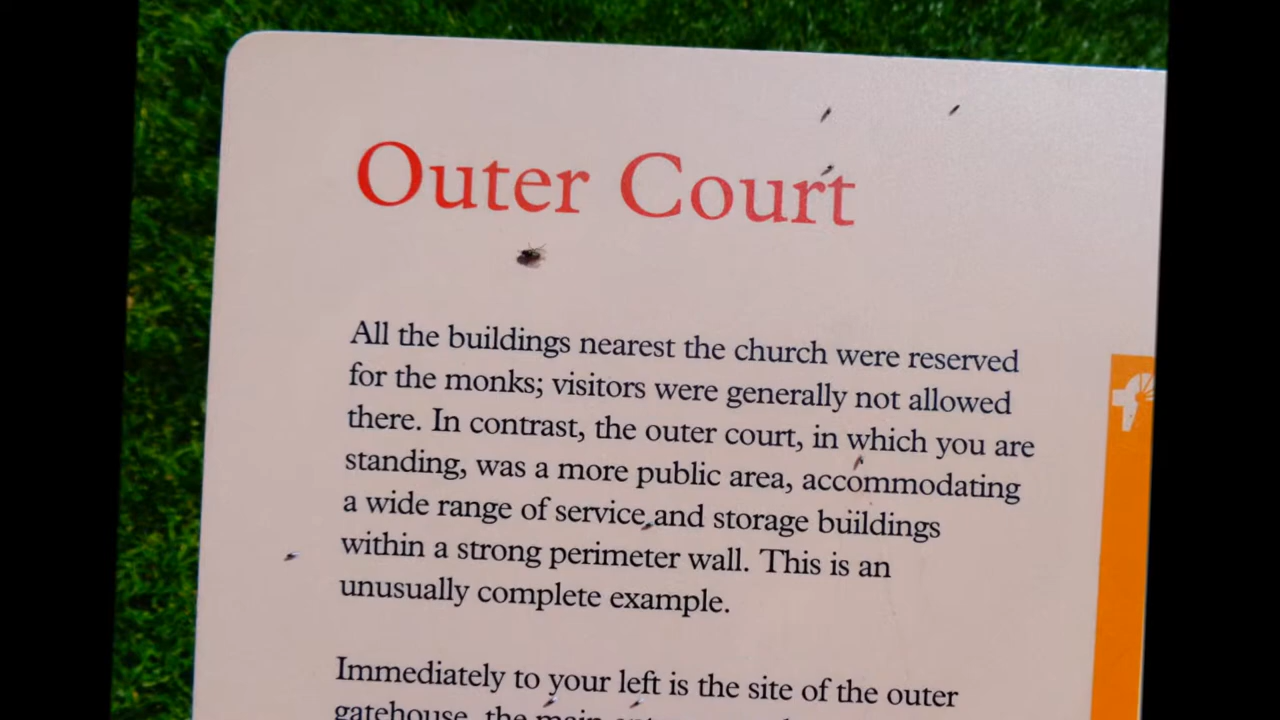 Outer Court
All the buildings nearest the church were reserved
for the monks; visitors were generally not allowed
there. In contrast, the outer court, in which you are
standing, was a more public area, accommodating
a wide range of service and storage buildings
within a strong perimeter wall. This is an
unusually complete example.
Immediately to your left is the site of the outer
gatehouse, the main